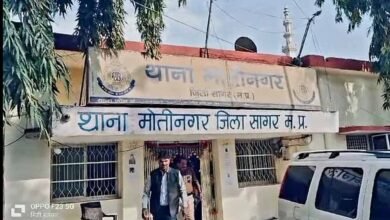 थाना मोतीनगर
जिला सागर (म.प्र.)
थाना मोतीनगर जिला सागर म.प्र.
OPPO F23 5G